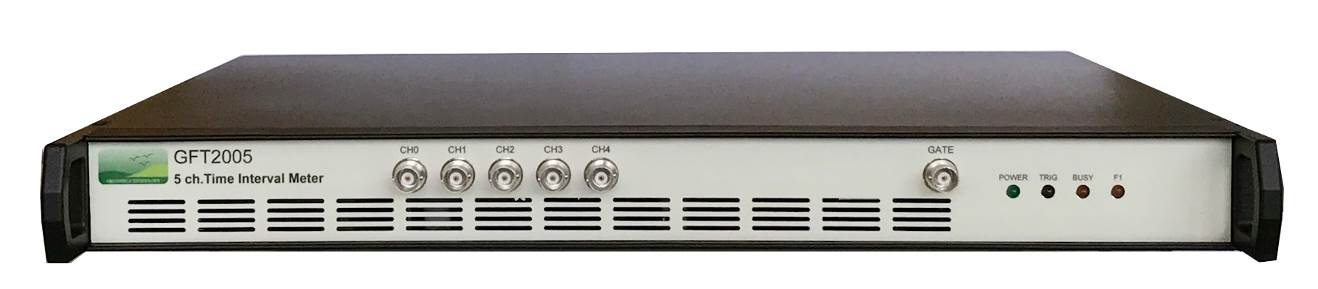 GFT2005
5 ch.Time Interval Meter
CH0 CH1 CH2 CH3 CH4
GATE
POWER TRIG BUSY F1